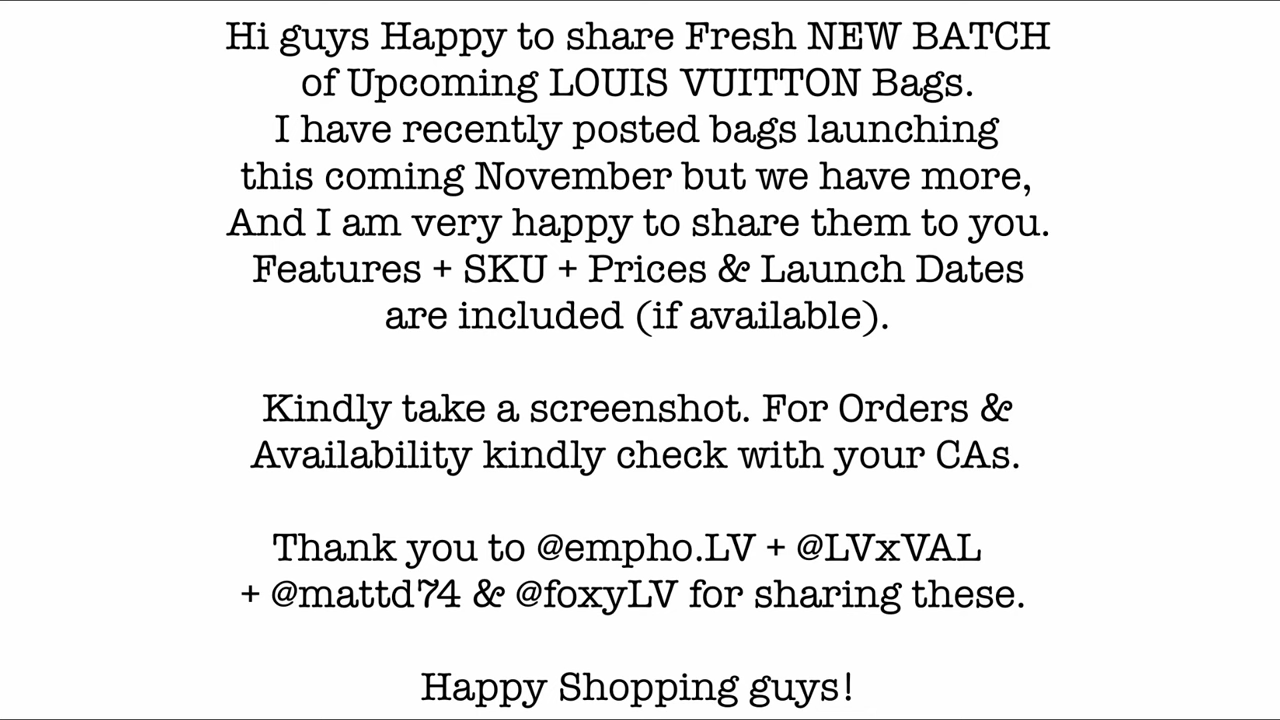 Hi guys Happy to share Fresh NEW BATCH
of Upcoming LOUIS VUITTON Bags.
I have recently posted bags launching
this coming November but we have more,
And I am very happy to share them to you.
Features + SKU + Prices & Launch Dates
are included (if available).
Kindly take a screenshot. For Orders &
Availability kindly check with your CAs.
Thank you to @empho.LV + @LVxVAL
+ @mattd74 & @foxyLV for sharing these.
Happy Shopping guys!